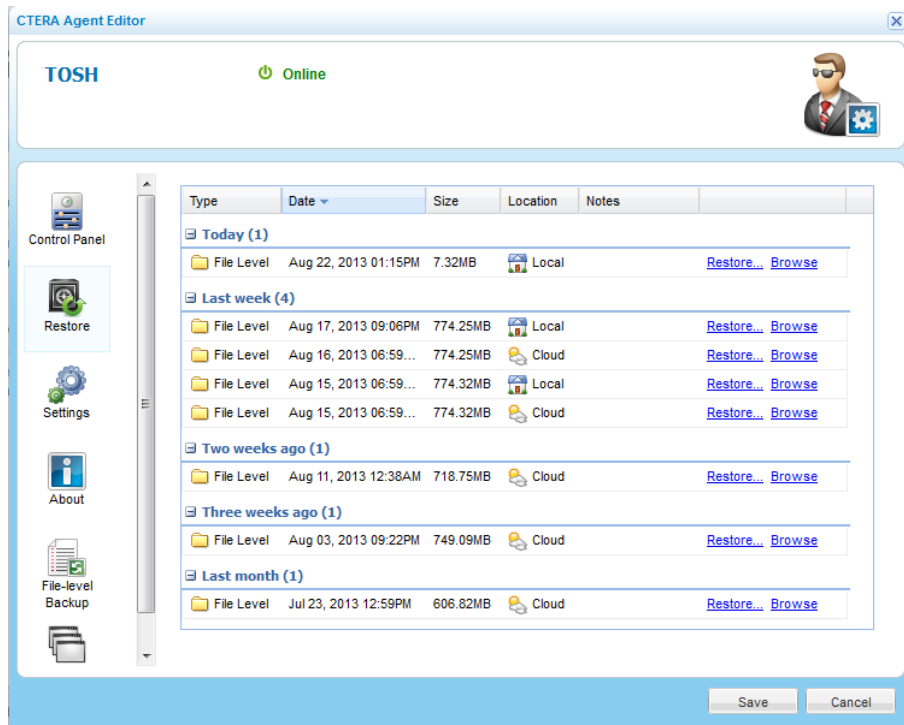 CTERA Agent Editor
TOSH
Online
Control Panel
Restore
Settings
About
File-level
Backup
Type Date Size Location Notes
Today (1)
File Level Aug 22, 2013 01:15PM 7.32MB Local Restore... Browse
Last week (4)
File Level Aug 17, 2013 09:06PM 774.25MB Local Restore... Browse
File Level Aug 16, 2013 06:59... 774.25MB Cloud Restore... Browse
File Level Aug 15, 2013 06:59... 774.32MB Local Restore... Browse
File Level Aug 15, 2013 06:59... 774.32MB Cloud Restore... Browse
Two weeks ago (1)
File Level Aug 11, 2013 12:38AM 718.75MB Cloud Restore... Browse
Three weeks ago (1)
File Level Aug 03, 2013 09:22PM 749.09MB Cloud Restore... Browse
Last month (1)
File Level Jul 23, 2013 12:59PM 606.82MB Cloud Restore... Browse
Save Cancel